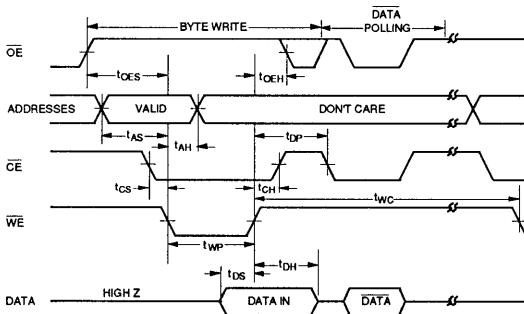 BYTE WRITE
DATA
POLLING
OE
tOES
tOEH
ADDRESSES
VALID
DON'T CARE
tAS
tAH
tDP
CE
tCS
tCH
tWC
WE
tWP
tDS
tDH
DATA
HIGH Z
DATA IN
DATA